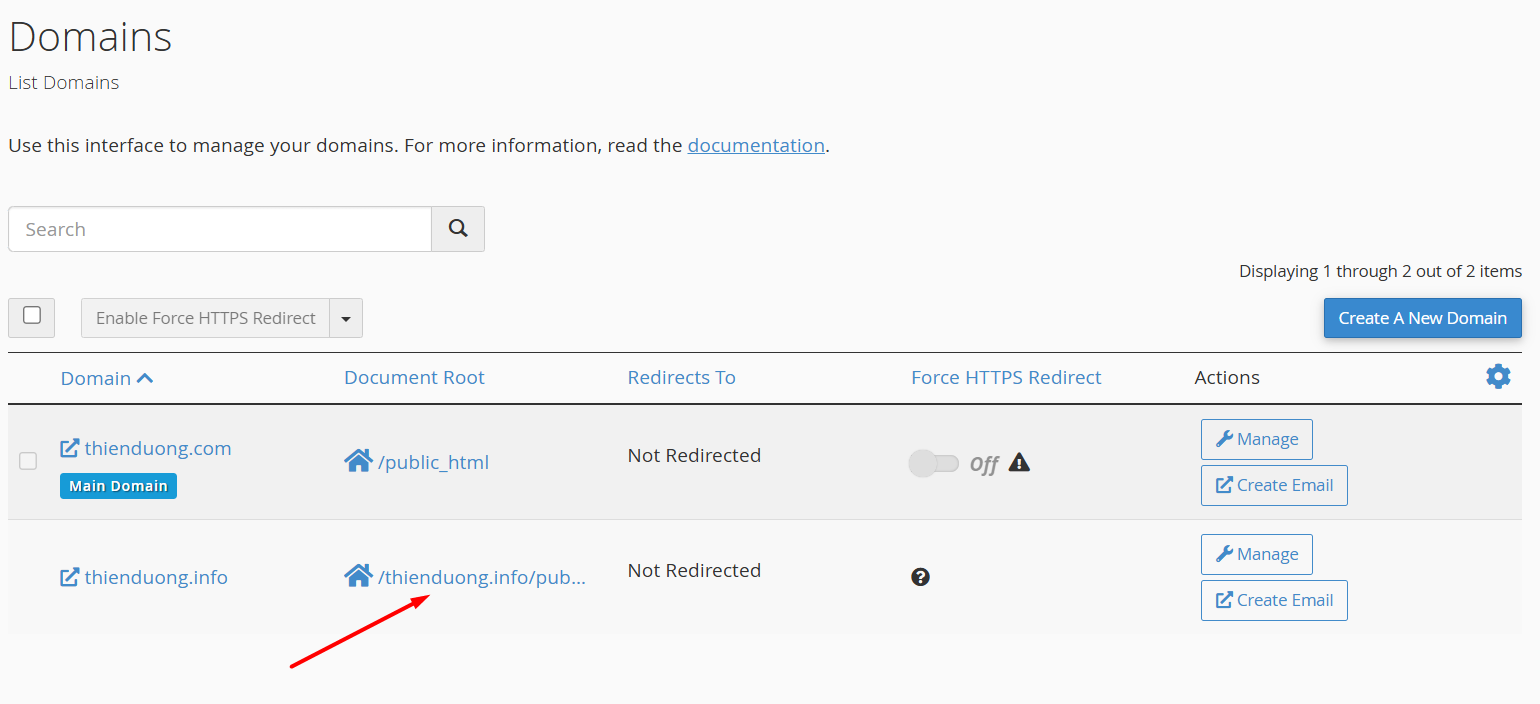 Domains
List Domains
Use this interface to manage your domains. For more information, read the documentation.
Search
Displaying 1 through 2 out of 2 items
Enable Force HTTPS Redirect
Create A New Domain
Domain Document Root Redirects To Force HTTPS Redirect Actions
thienduong.com /public_html Not Redirected Off Manage
Main Domain Create Email
thienduong.info /thienduong.info/pub... Not Redirected Manage
Create Email